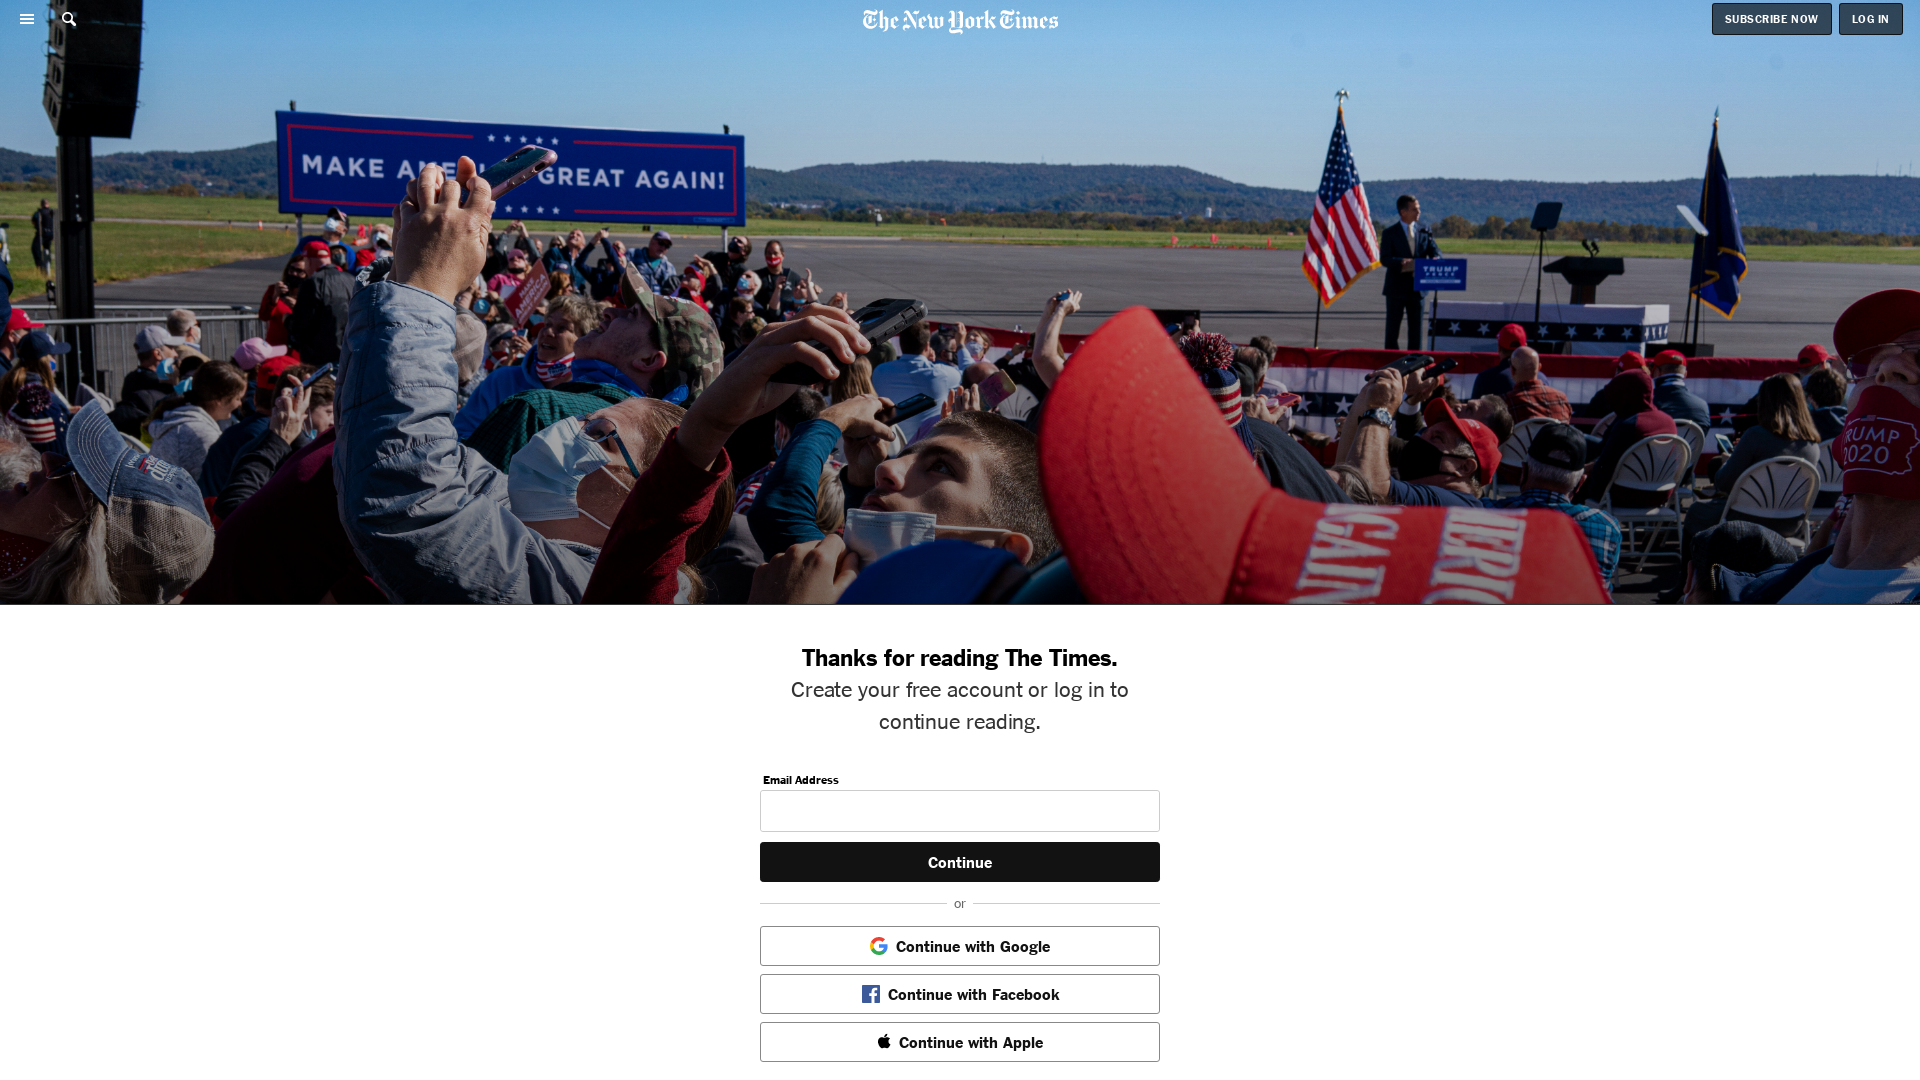 The New York Times
SUBSCRIBE NOW
LOG IN
MAKE AME GREAT AGAIN!
TRUMP
TRUMP
2020
GAIN
MERIC
Thanks for reading The Times.
Create your free account or log in to
continue reading.
Email Address
Continue
or
Continue with Google
Continue with Facebook
Continue with Apple